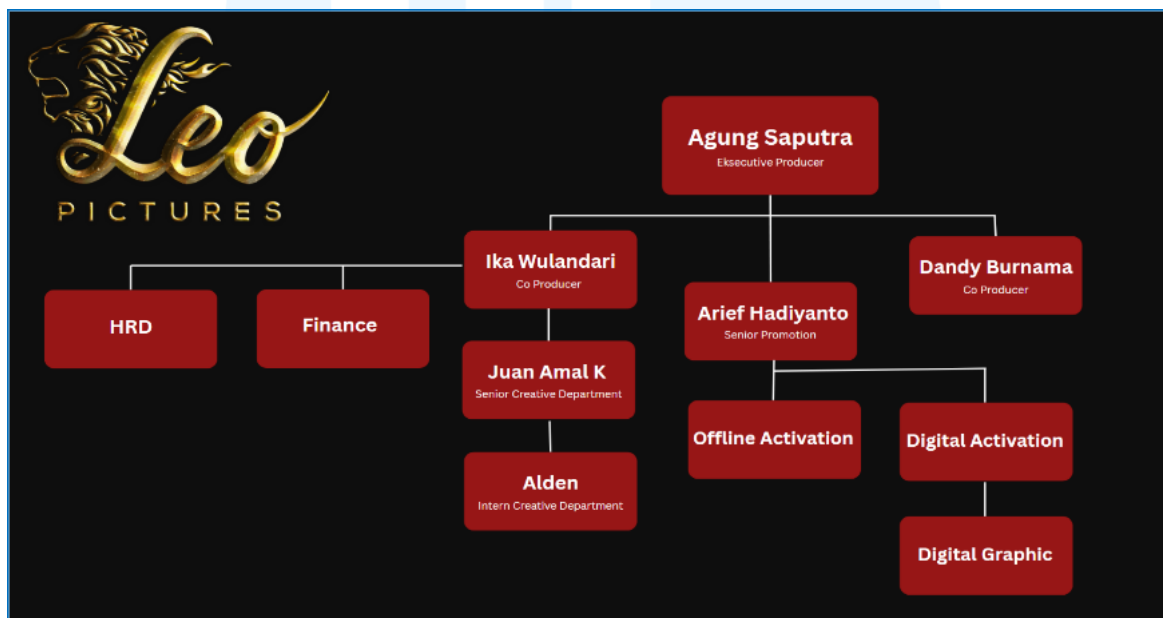 Leo
PICTURES
Agung Saputra
Eksecutive Producer
Ika Wulandari
Co Producer
Dandy Burnama
Co Producer
Arief Hadiyanto
Senior Promotion
HRD
Finance
Juan Amal K
Senior Creative Department
Offline Activation
Digital Activation
Alden
Intern Creative Department
Digital Graphic